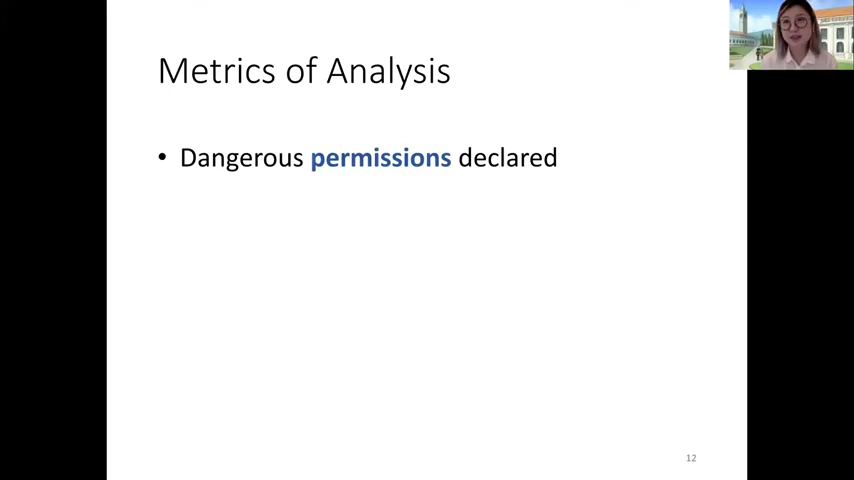 Metrics of Analysis
• Dangerous permissions declared
12